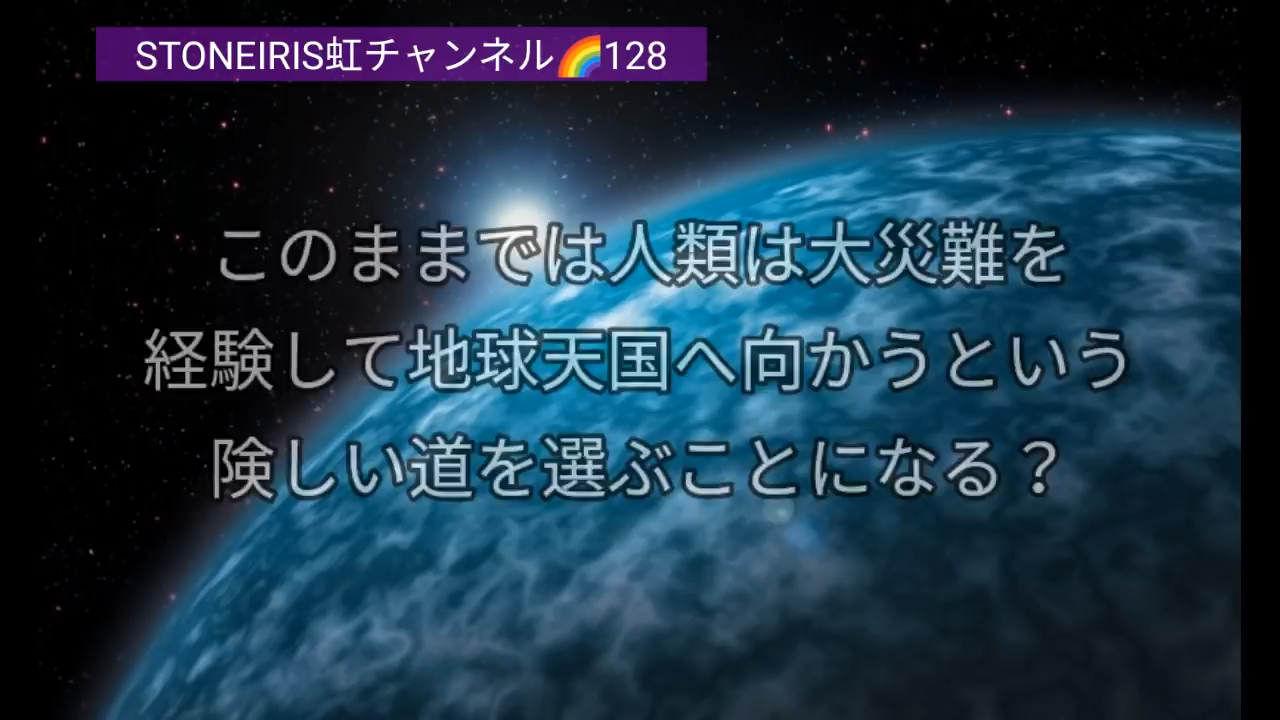 STONEIRIS虹チャンネル🌈128
このままでは人類は大災難を
経験して地球天国へ向かうという
険しい道を選ぶことになる？